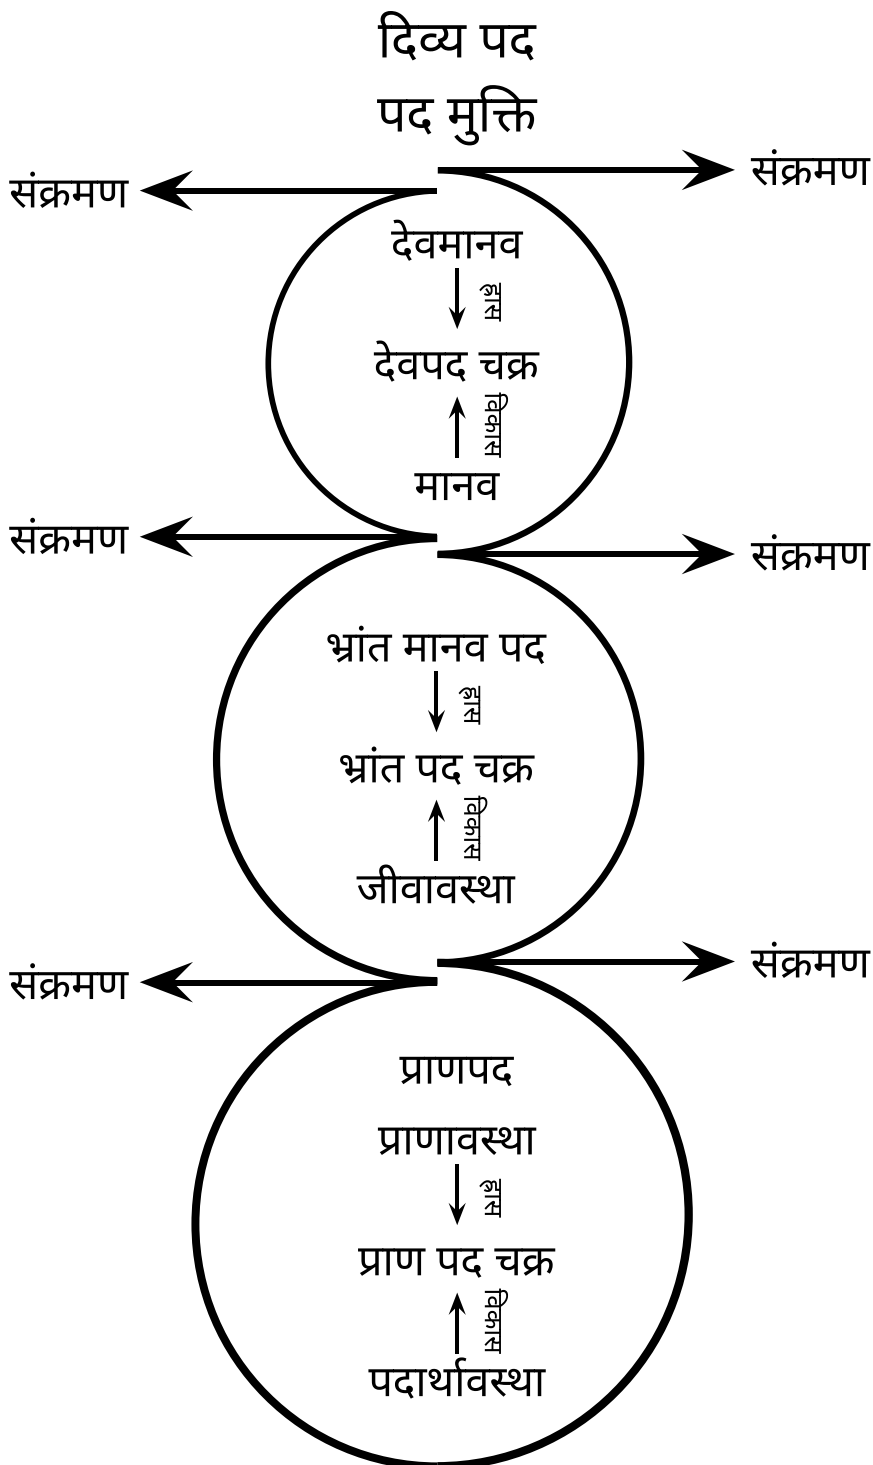 दिव्य पद
पद मुक्ति
संक्रमण
संक्रमण
देवमानव
ह्रास
देवपद चक्र
विकास
मानव
संक्रमण
संक्रमण
भ्रांत मानव पद
ह्रास
भ्रांत पद चक्र
विकास
जीवावस्था
संक्रमण
संक्रमण
प्राणपद
प्राणावस्था
ह्रास
प्राण पद चक्र
विकास
पदार्थावस्था